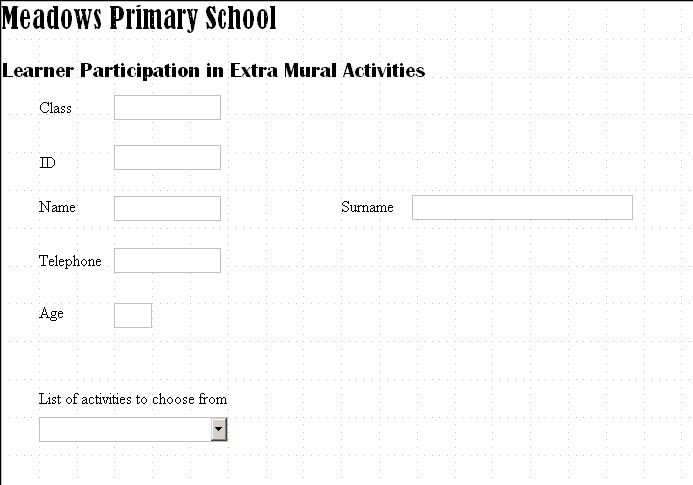 Meadows Primary School
Learner Participation in Extra Mural Activities
Class
ID
Name Surname
Telephone
Age
List of activities to choose from